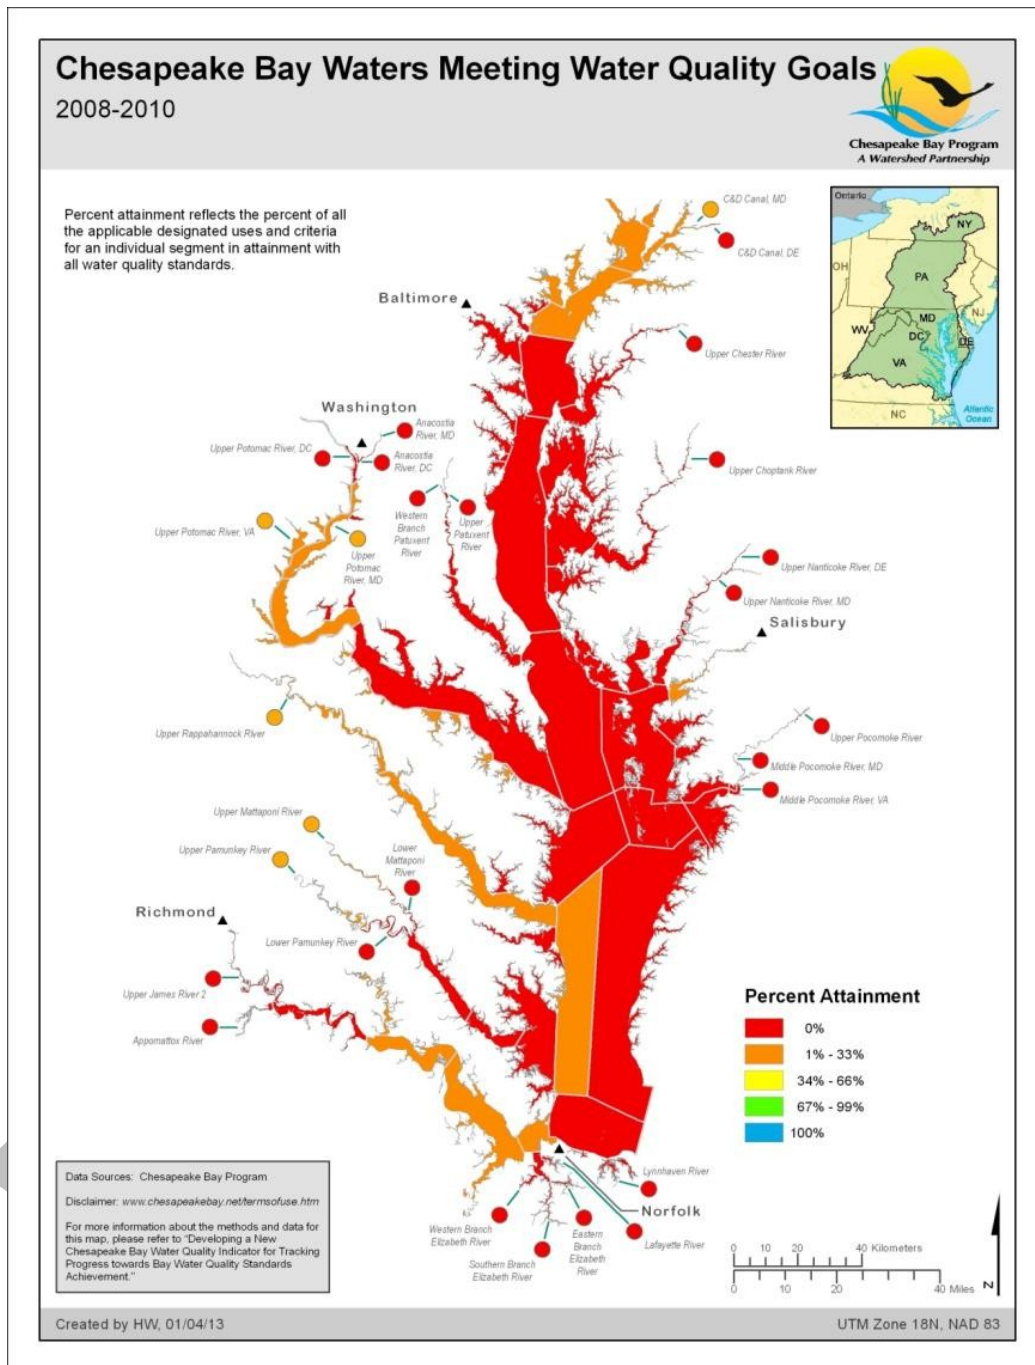 Chesapeake Bay Waters Meeting Water Quality Goals
2008-2010
Chesapeake Bay Program
A Watershed Partnership
Percent attainment reflects the percent of all
the applicable designated uses and criteria
for an individual segment in attainment with
all water quality standards.
C&D Canal, MD
C&D Canal, DE
Ontario
NY
OH
PA
NJ
MD
WV
DC
DE
VA
NC
Atlantic
Ocean
Baltimore
Upper Chester River
Washington
Anacostia
River, MD
Upper Potomac River, DC
Anacostia
River, DC
Upper Choptank River
Western
Branch
Patuxent
River
Upper
Patuxent
River
Upper Potomac River, VA
Upper
Potomac
River, MD
Upper Nanticoke River, DE
Upper Nanticoke River, MD
Salisbury
Upper Rappahannock River
Upper Pocomoke River
Middle Pocomoke River, MD
Middle Pocomoke River, VA
Upper Mattaponi River
Upper Pamunkey River
Lower
Mattaponi
River
Richmond
Lower Pamunkey River
Upper James River 2
Appomattox River
Percent Attainment
0%
1% - 33%
34% - 66%
67% - 99%
100%
Lynnhaven River
Norfolk
Lafayette River
Western Branch
Elizabeth River
Eastern
Branch
Elizabeth
River
Southern Branch
Elizabeth River
Data Sources: Chesapeake Bay Program
Disclaimer: www.chesapeakebay.net/termsofuse.htm
For more information about the methods and data for
this map, please refer to "Developing a New
Chesapeake Bay Water Quality Indicator for Tracking
Progress towards Bay Water Quality Standards
Achievement."
0 10 20 40 Kilometers
0 10 20 40 Miles
N
Created by HW, 01/04/13
UTM Zone 18N, NAD 83